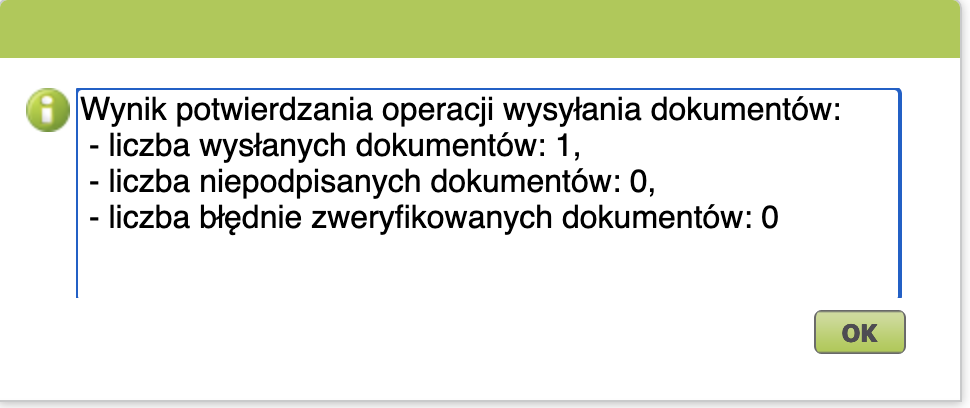 Wynik potwierdzania operacji wysyłania dokumentów:
- liczba wysłanych dokumentów: 1,
- liczba niepodpisanych dokumentów: 0,
- liczba błędnie zweryfikowanych dokumentów: 0
OK